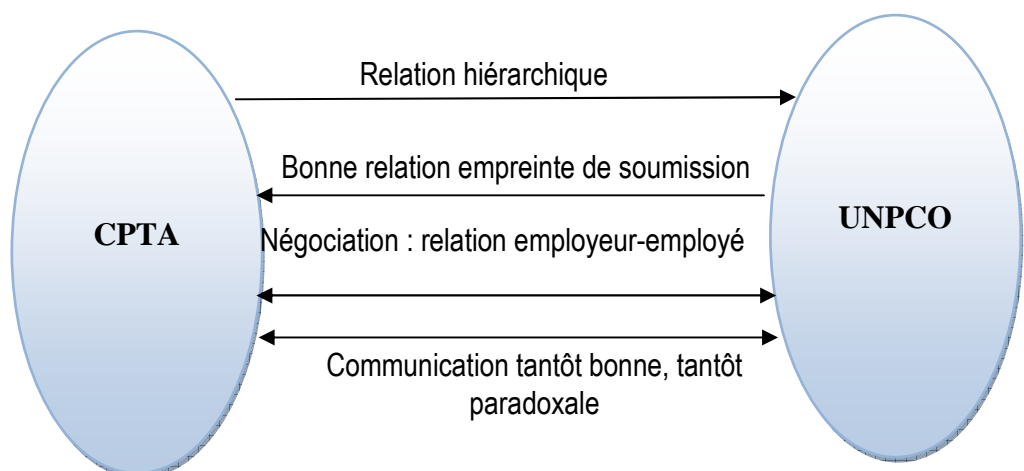 Relation hiérarchique
Bonne relation empreinte de soumission
CPTA
UNPCO
Négociation : relation employeur-employé
Communication tantôt bonne, tantôt
paradoxale